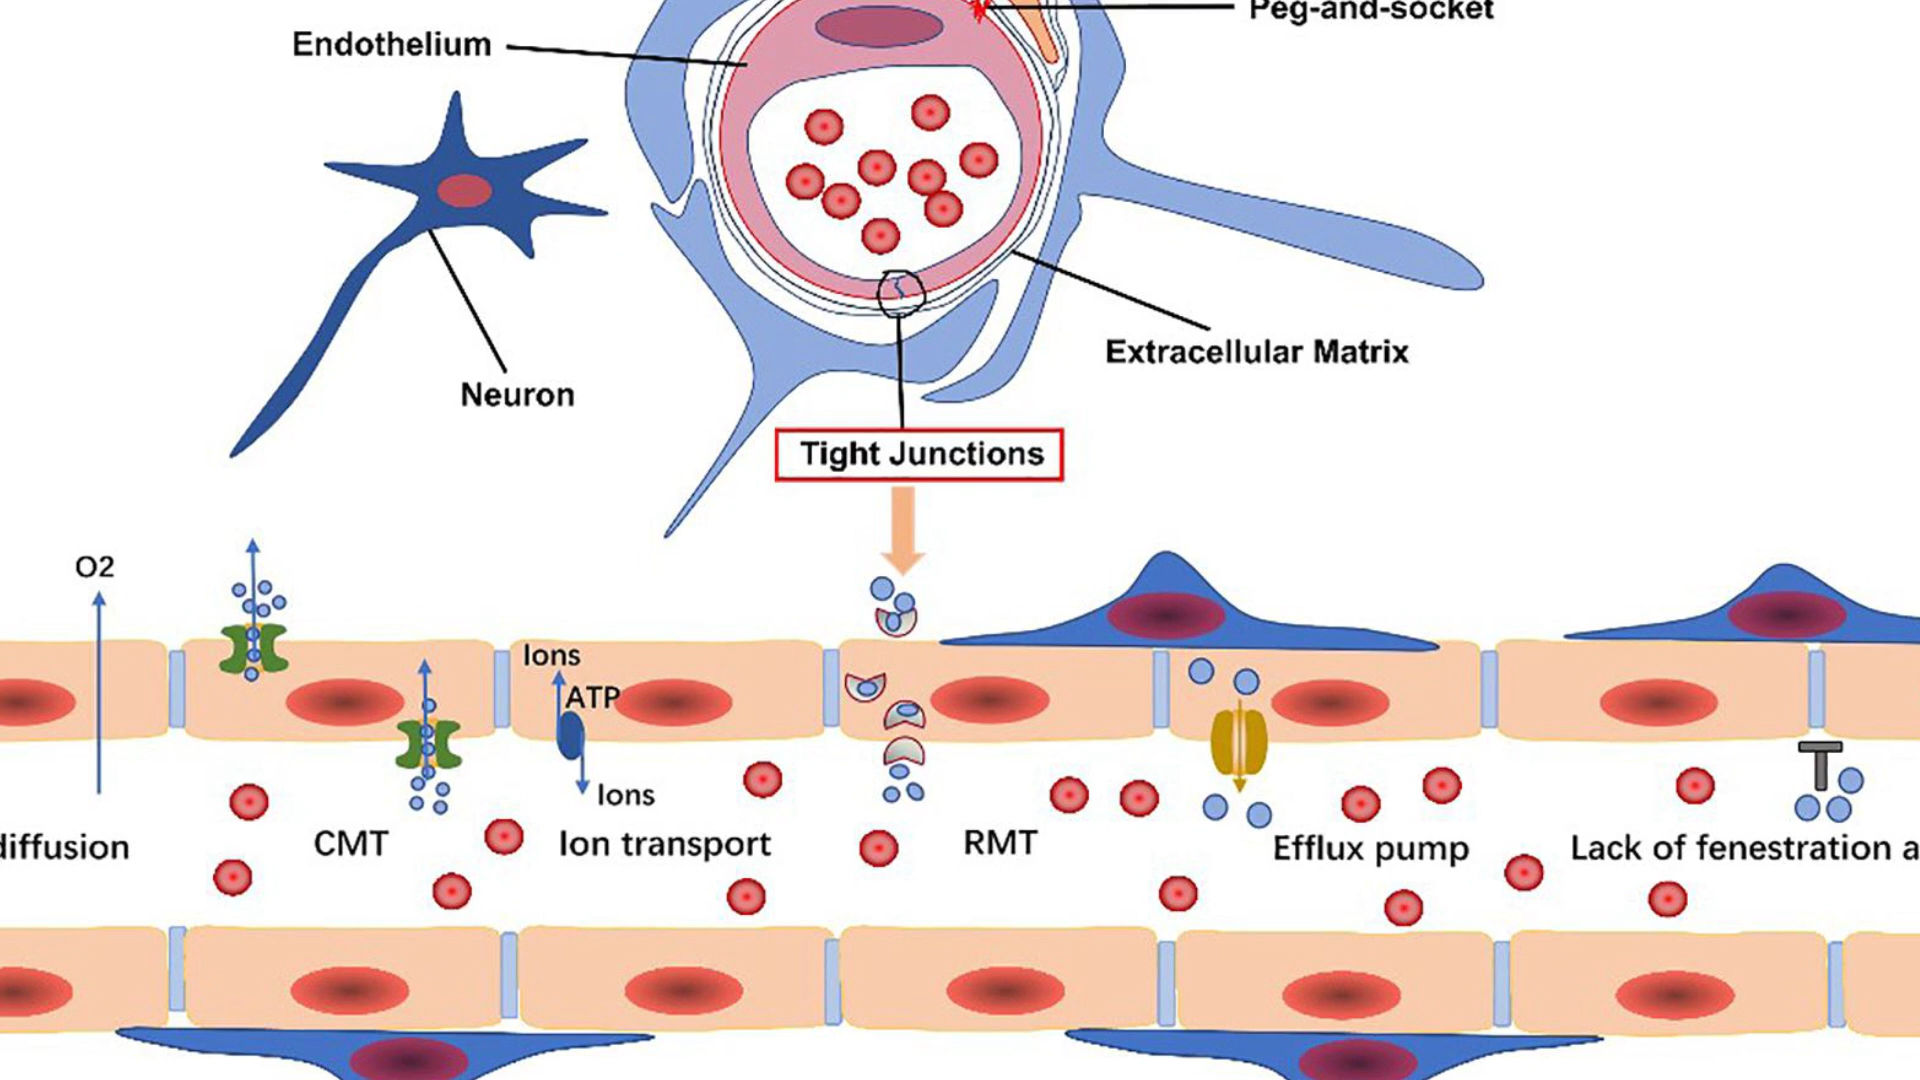 Peg-and-socket
Endothelium
Extracellular Matrix
Neuron
Tight Junctions
O2
Ions
ATP
Ions
diffusion
CMT
Ion transport
RMT
Efflux pump
Lack of fenestration a